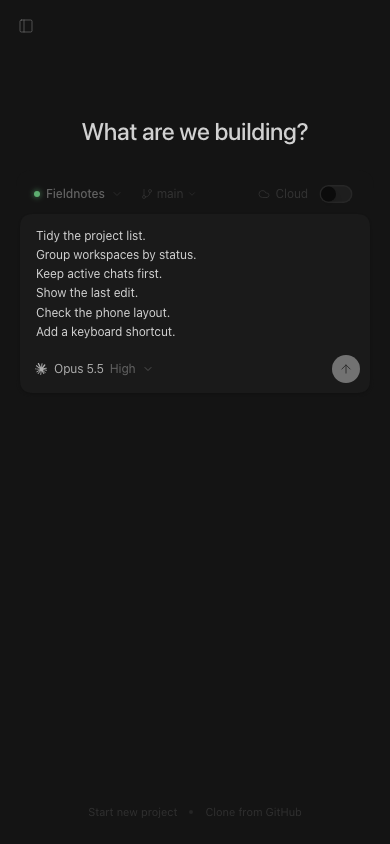 What are we building?
Fieldnotes main Cloud
Tidy the project list.
Group workspaces by status.
Keep active chats first.
Show the last edit.
Check the phone layout.
Add a keyboard shortcut.
Opus 5.5 High
Start new project • Clone from GitHub